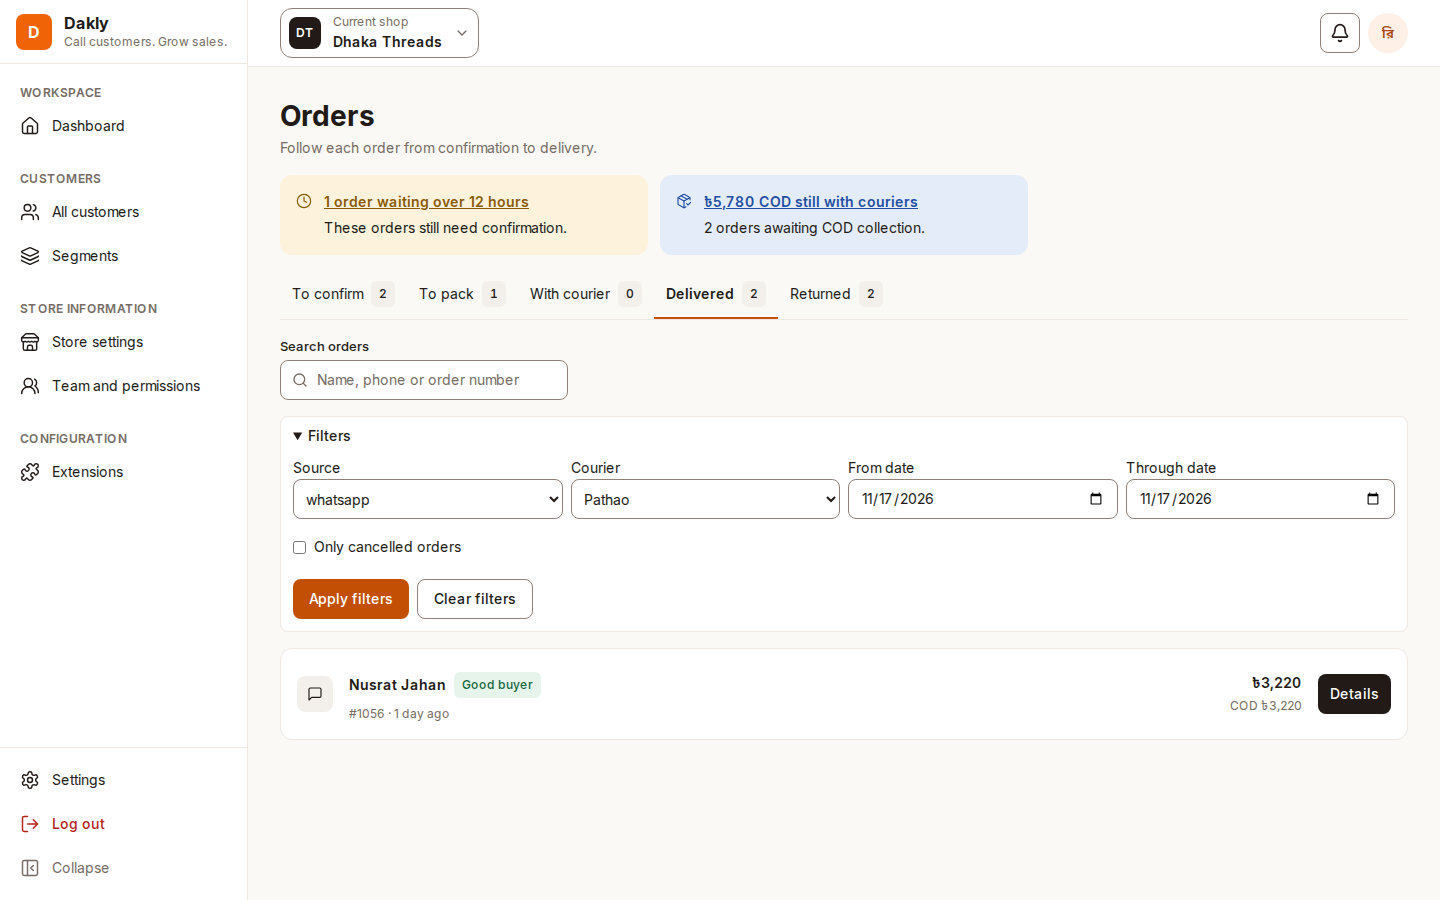 D
Dakly
Call customers. Grow sales.
WORKSPACE
Dashboard
CUSTOMERS
All customers
Segments
STORE INFORMATION
Store settings
Team and permissions
CONFIGURATION
Extensions
Settings
Log out
Collapse
DT
Current shop
Dhaka Threads
রি
Orders
Follow each order from confirmation to delivery.
1 order waiting over 12 hours
These orders still need confirmation.
৳5,780 COD still with couriers
2 orders awaiting COD collection.
To confirm 2 To pack 1 With courier 0 Delivered 2 Returned 2
Search orders
Name, phone or order number
Filters
Source Courier From date Through date
whatsapp Pathao 11/17/2026 11/17/2026
Only cancelled orders
Apply filters Clear filters
Nusrat Jahan Good buyer
#1056 · 1 day ago
৳3,220
COD ৳3,220
Details